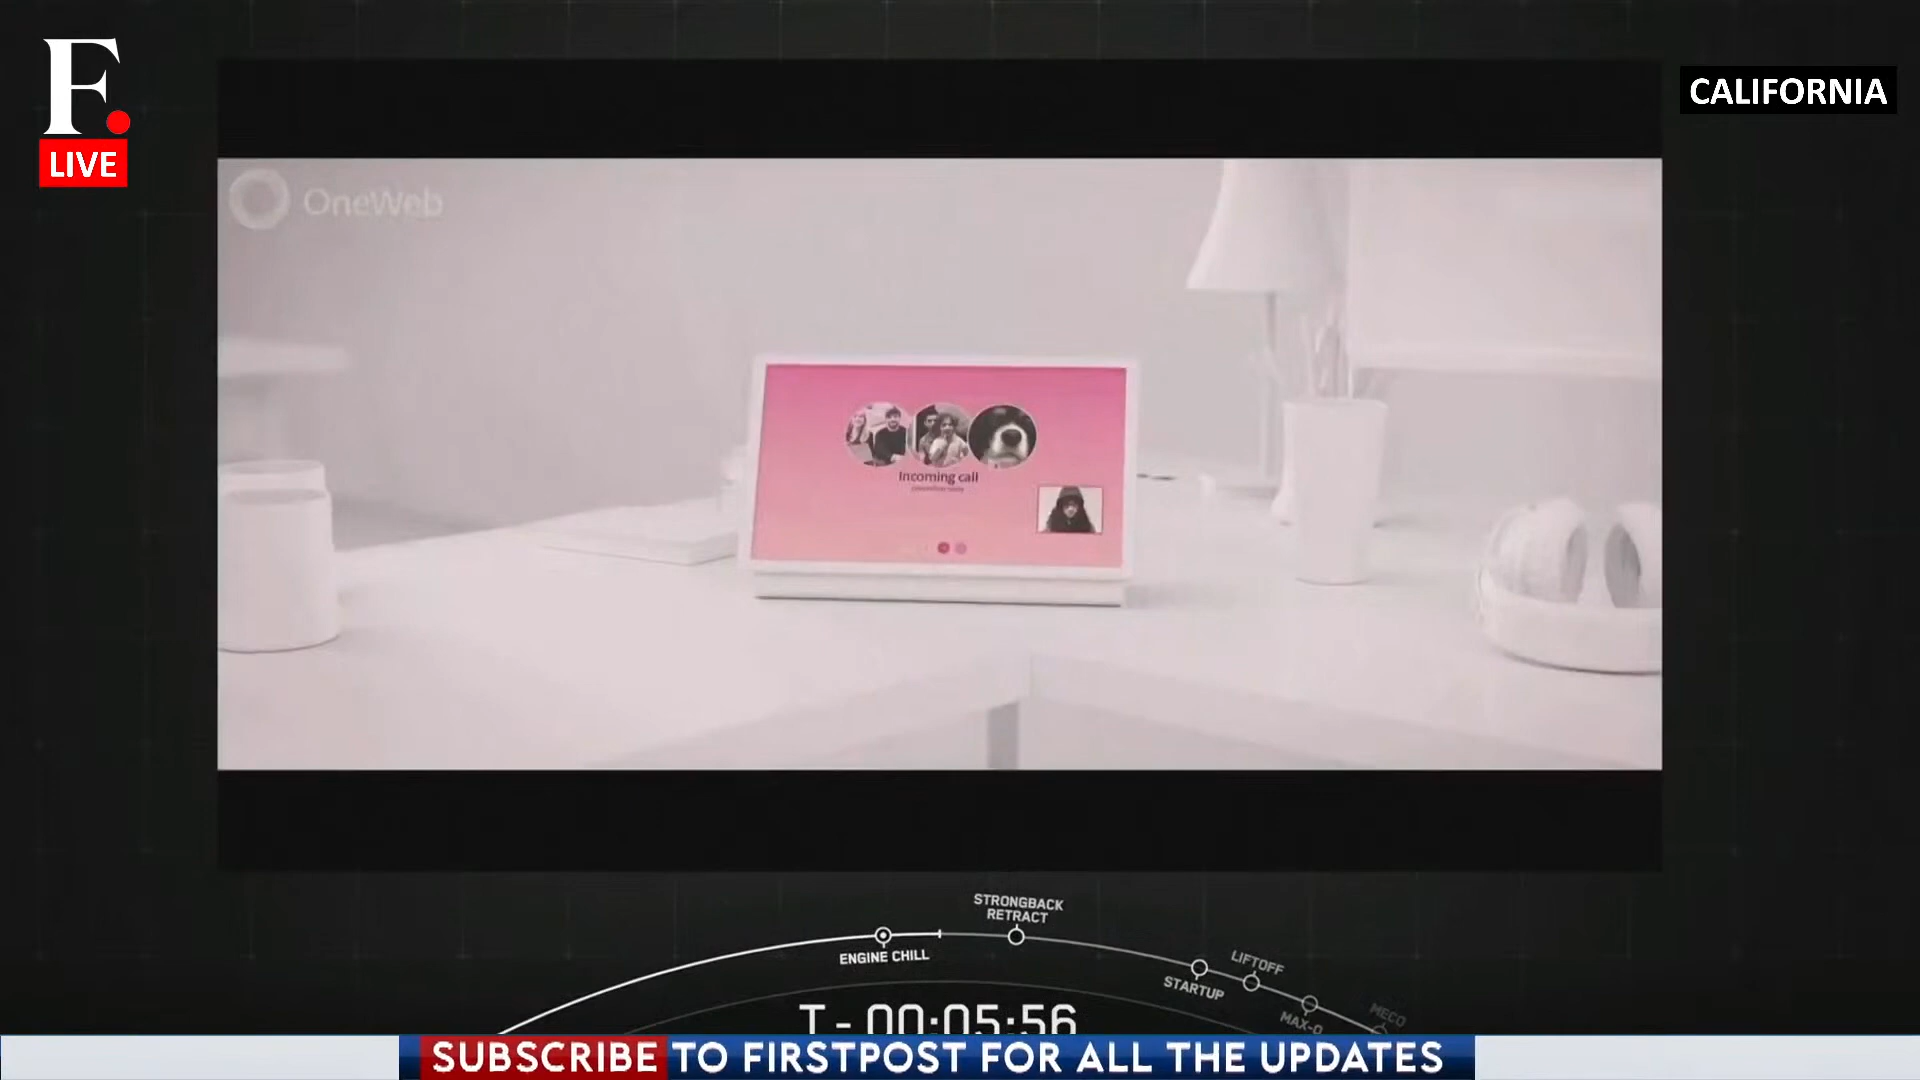 F.
LIVE
CALIFORNIA
OneWeb
Incoming call
STRONGBACK
RETRACT
ENGINE CHILL
STARTUP
LIFTOFF
MAX-Q
MECO
T- 00:05:56
SUBSCRIBE TO FIRSTPOST FOR ALL THE UPDATES